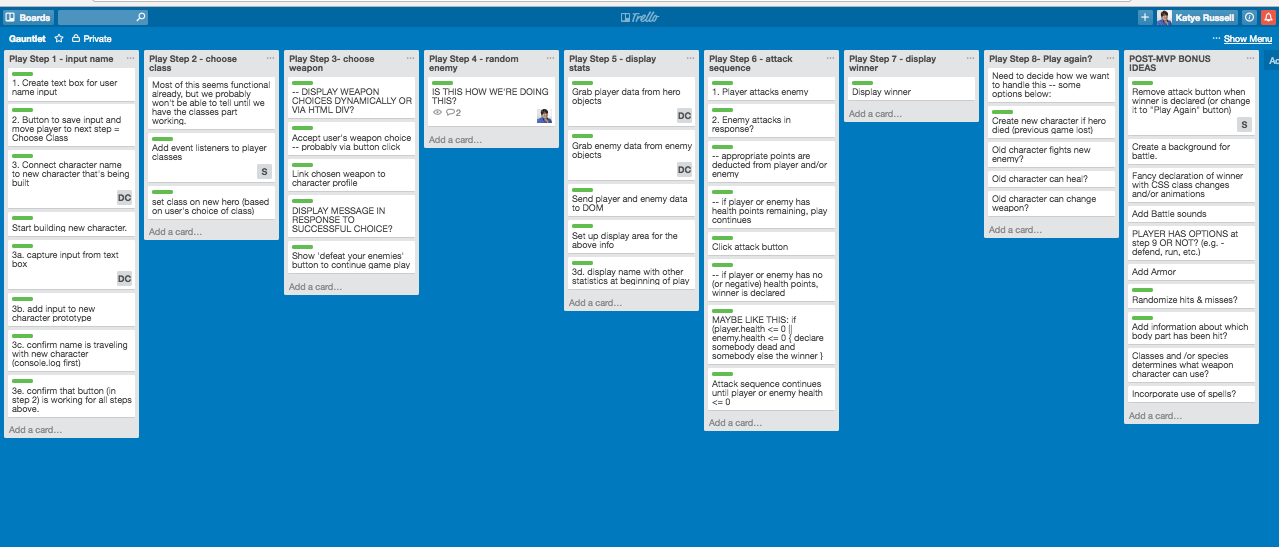 Boards
Trello
Katye Russell
Gauntlet
Private
Show Menu
Play Step 1 - input name
1. Create text box for user
name input
2. Button to save input and
move player to next step =
Choose Class
3. Connect character name
to new character that's being
built
DC
Start building new character.
3a. capture input from text
box
DC
3b. add input to new
character prototype
3c. confirm name is traveling
with new character
(console.log first)
3e. confirm that button (in
step 2) is working for all steps
above.
Add a card...
Play Step 2 - choose
class
Most of this seems functional
already, but we probably
won't be able to tell until we
have the classes part
working.
Add event listeners to player
classes
S
set class on new hero (based
on user's choice of class)
Add a card...
Play Step 3- choose
weapon
-- DISPLAY WEAPON
CHOICES DYNAMICALLY OR
VIA HTML DIV?
Accept user's weapon choice
-- probably via button click
Link chosen weapon to
character profile
DISPLAY MESSAGE IN
RESPONSE TO
SUCCESSFUL CHOICE?
Show 'defeat your enemies'
button to continue game play
Add a card...
Play Step 4 - random
enemy
IS THIS HOW WE'RE DOING
THIS?
2
Add a card...
Play Step 5 - display
stats
Grab player data from hero
objects
DC
Grab enemy data from enemy
objects
DC
Send player and enemy data
to DOM
Set up display area for the
above info
3d. display name with other
statistics at beginning of play
Add a card...
Play Step 6 - attack
sequence
1. Player attacks enemy
2. Enemy attacks in
response?
-- appropriate points are
deducted from player and/or
enemy
-- if player or enemy has
health points remaining, play
continues
Click attack button
-- if player or enemy has no
(or negative) health points,
winner is declared
MAYBE LIKE THIS: if
(player.health <= 0 ||
enemy.health <= 0 { declare
somebody dead and
somebody else the winner }
Attack sequence continues
until player or enemy health
<= 0
Add a card...
Play Step 7 - display
winner
Display winner
Add a card...
Play Step 8- Play again?
Need to decide how we want
to handle this -- some
options below:
Create new character if hero
died (previous game lost)
Old character fights new
enemy?
Old character can heal?
Old character can change
weapon?
Add a card...
POST-MVP BONUS
IDEAS
Remove attack button when
winner is declared (or change
it to "Play Again" button)
S
Create a background for
battle.
Fancy declaration of winner
with CSS class changes
and/or animations
Add Battle sounds
PLAYER HAS OPTIONS at
step 9 OR NOT? (e.g. -
defend, run, etc.)
Add Armor
Randomize hits & misses?
Add information about which
body part has been hit?
Classes and /or species
determines what weapon
character can use?
Incorporate use of spells?
Add a card...
Ad